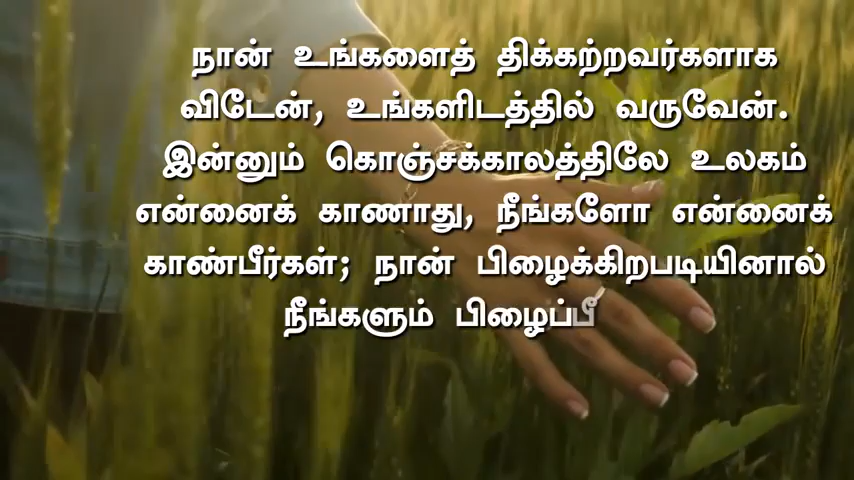 நான் உங்களைத் திக்கற்றவர்களாக
விடேன், உங்களிடத்தில் வருவேன்.
இன்னும் கொஞ்சக்காலத்திலே உலகம்
என்னைக் காணாது, நீங்களோ என்னைக்
காண்பீர்கள்; நான் பிழைக்கிறபடியினால்
நீங்களும் பிழைப்பீ